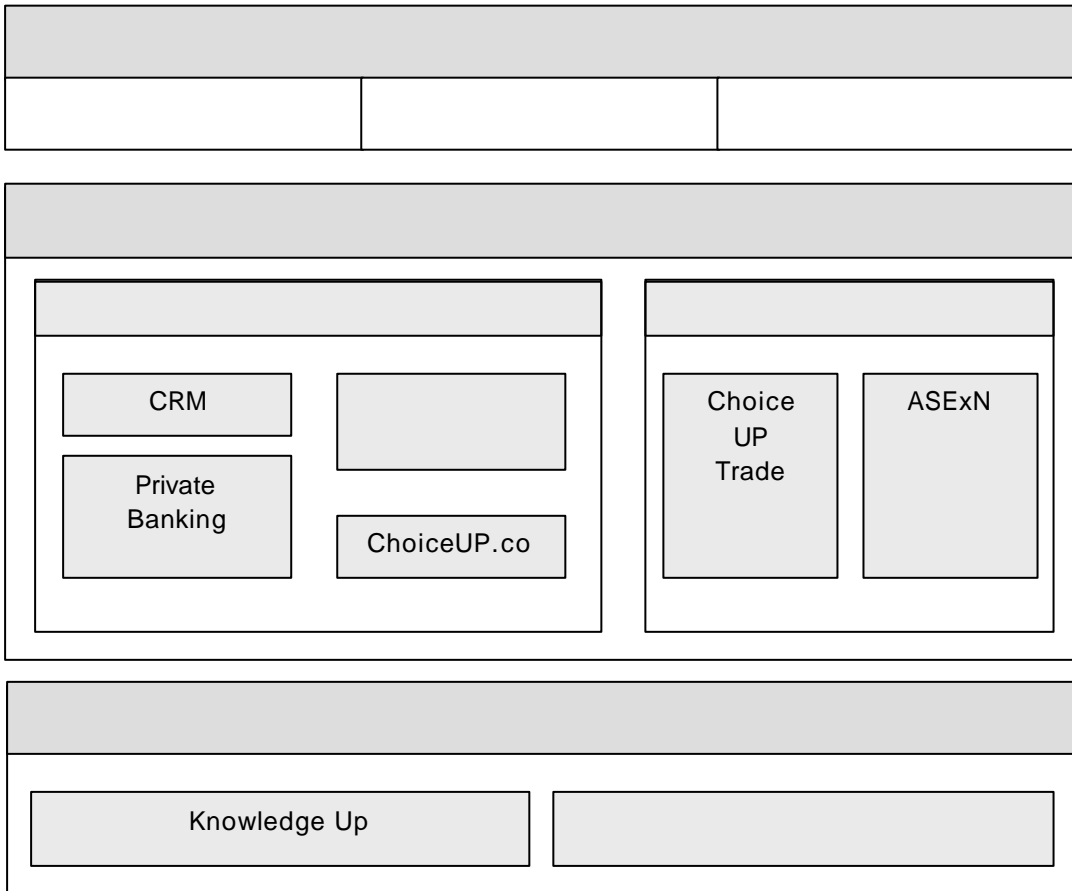 CRM
Private
Banking
ChoiceUP.co
Choice
UP
Trade
ASExN
Knowledge Up